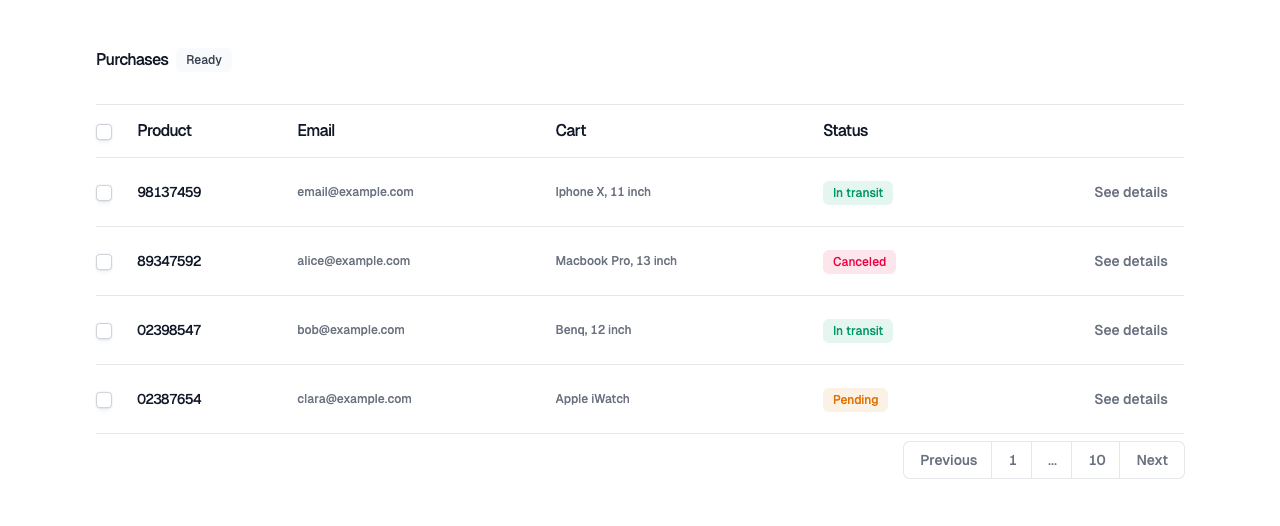 Purchases Ready
Product Email Cart Status
98137459 email@example.com Iphone X, 11 inch In transit See details
89347592 alice@example.com Macbook Pro, 13 inch Canceled See details
02398547 bob@example.com Benq, 12 inch In transit See details
02387654 clara@example.com Apple iWatch Pending See details
Previous 1 ... 10 Next